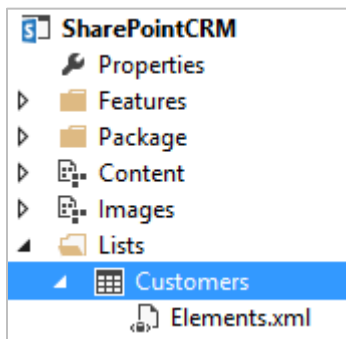 SharePointCRM
Properties
Features
Package
Content
Images
Lists
Customers
Elements.xml